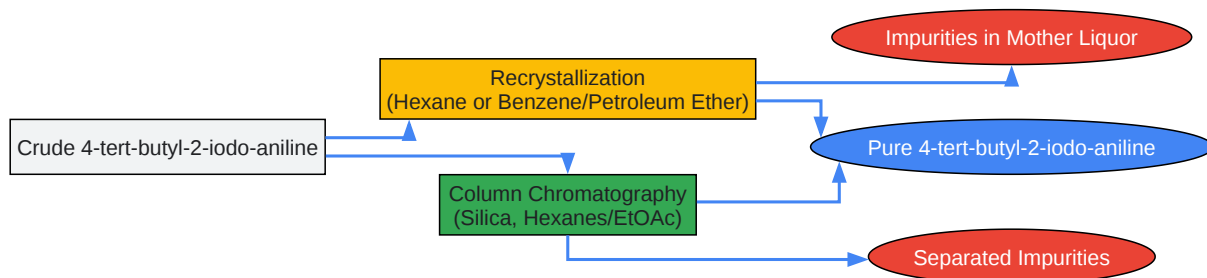 Impurities in Mother Liquor
Recrystallization
(Hexane or Benzene/Petroleum Ether)
Crude 4-tert-butyl-2-iodo-aniline
Pure 4-tert-butyl-2-iodo-aniline
Column Chromatography
(Silica, Hexanes/EtOAc)
Separated Impurities